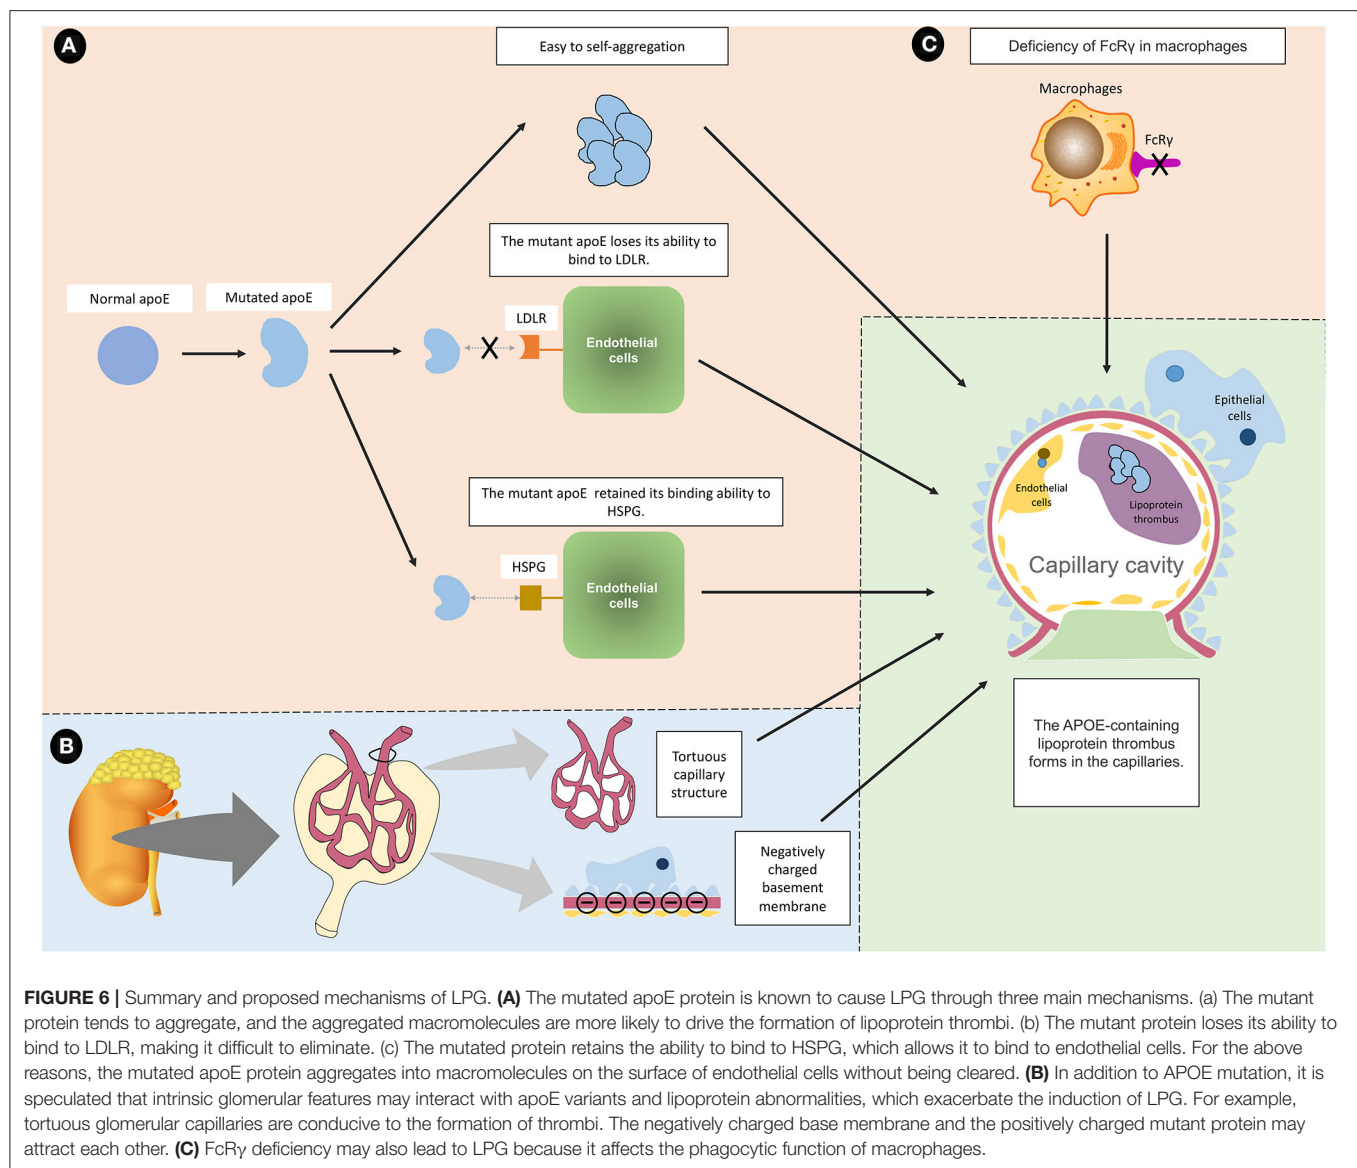 A
Easy to self-aggregation
C
Deficiency of FcRγ in macrophages
Macrophages
FcRγ
The mutant apoE loses its ability to
bind to LDLR.
Normal apoE
Mutated apoE
LDLR
Endothelial
cells
Epithelial
cells
The mutant apoE retained its binding ability to
HSPG.
HSPG
Endothelial
cells
Endothelial
cells
Lipoprotein
thrombus
Capillary cavity
B
Tortuous
capillary
structure
Negatively
charged
basement
membrane
The APOE-containing
lipoprotein thrombus
forms in the capillaries.
FIGURE 6 | Summary and proposed mechanisms of LPG. (A) The mutated apoE protein is known to cause LPG through three main mechanisms. (a) The mutant
protein tends to aggregate, and the aggregated macromolecules are more likely to drive the formation of lipoprotein thrombi. (b) The mutant protein loses its ability to
bind to LDLR, making it difficult to eliminate. (c) The mutated protein retains the ability to bind to HSPG, which allows it to bind to endothelial cells. For the above
reasons, the mutated apoE protein aggregates into macromolecules on the surface of endothelial cells without being cleared. (B) In addition to APOE mutation, it is
speculated that intrinsic glomerular features may interact with apoE variants and lipoprotein abnormalities, which exacerbate the induction of LPG. For example,
tortuous glomerular capillaries are conducive to the formation of thrombi. The negatively charged base membrane and the positively charged mutant protein may
attract each other. (C) FcRγ deficiency may also lead to LPG because it affects the phagocytic function of macrophages.